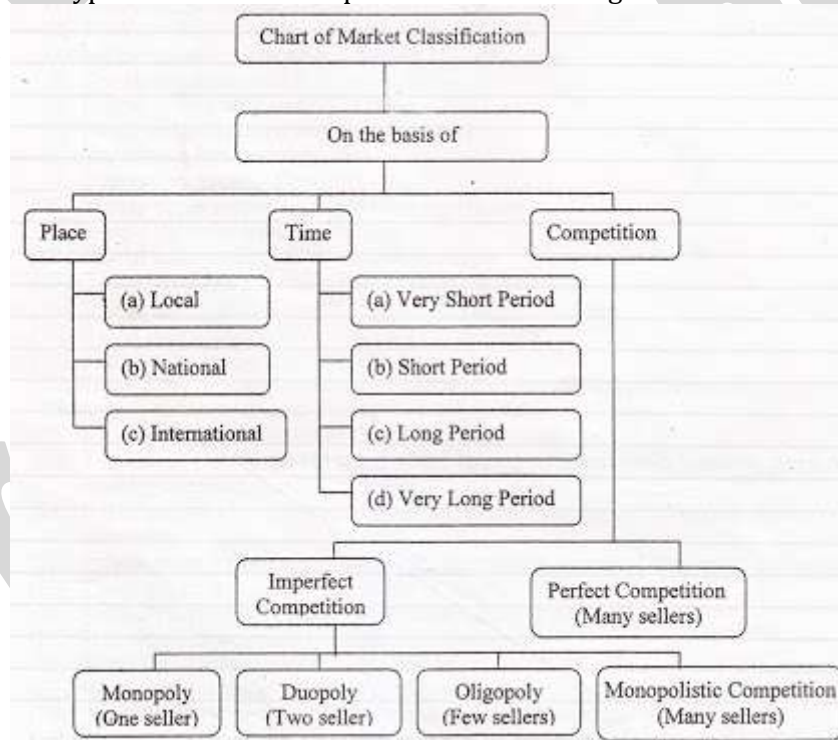 Chart of Market Classification
On the basis of
Place
Time
Competition
(a) Local
(a) Very Short Period
(b) National
(b) Short Period
(c) International
(c) Long Period
(d) Very Long Period
Imperfect
Competition
Perfect Competition
(Many sellers)
Monopoly
(One seller)
Duopoly
(Two seller)
Oligopoly
(Few sellers)
Monopolistic Competition
(Many sellers)